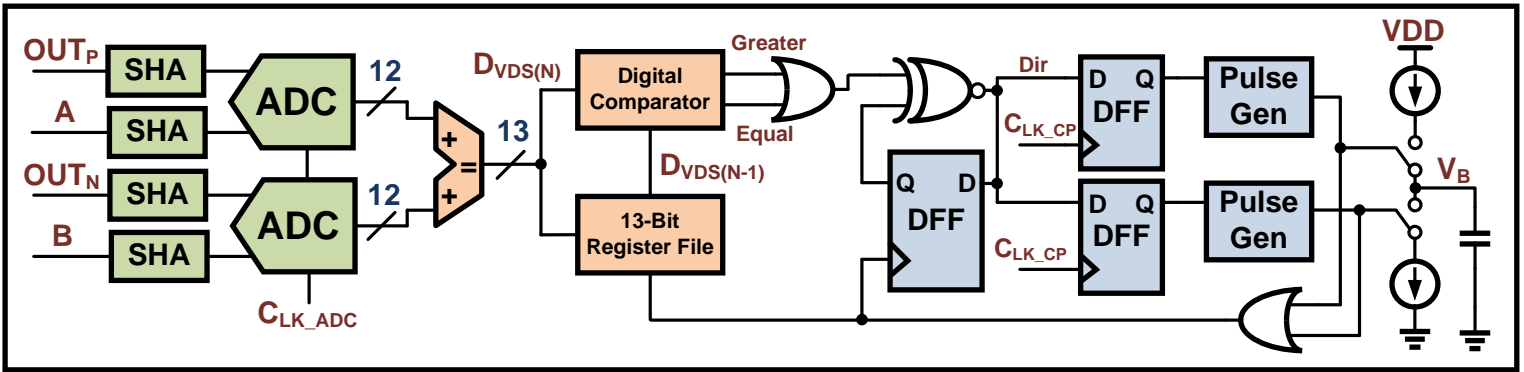 OUTP
SHA
A
SHA
OUTN
SHA
B
SHA
ADC
ADC
CLK_ADC
12
12
+
=
+
13
DVDS(N)
Digital
Comparator
Greater
Equal
DVDS(N-1)
13-Bit
Register File
Q
D
DFF
Dir
D
Q
DFF
CLK_CP
D
Q
DFF
CLK_CP
Pulse
Gen
Pulse
Gen
VDD
VB